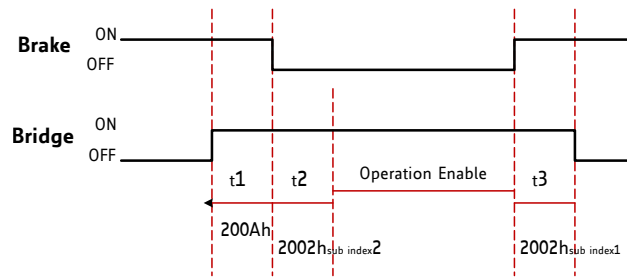 Brake ON
OFF
Bridge ON
OFF
t1 t2 Operation Enable t3
200Ah
2002hsub index2 2002hsub index1